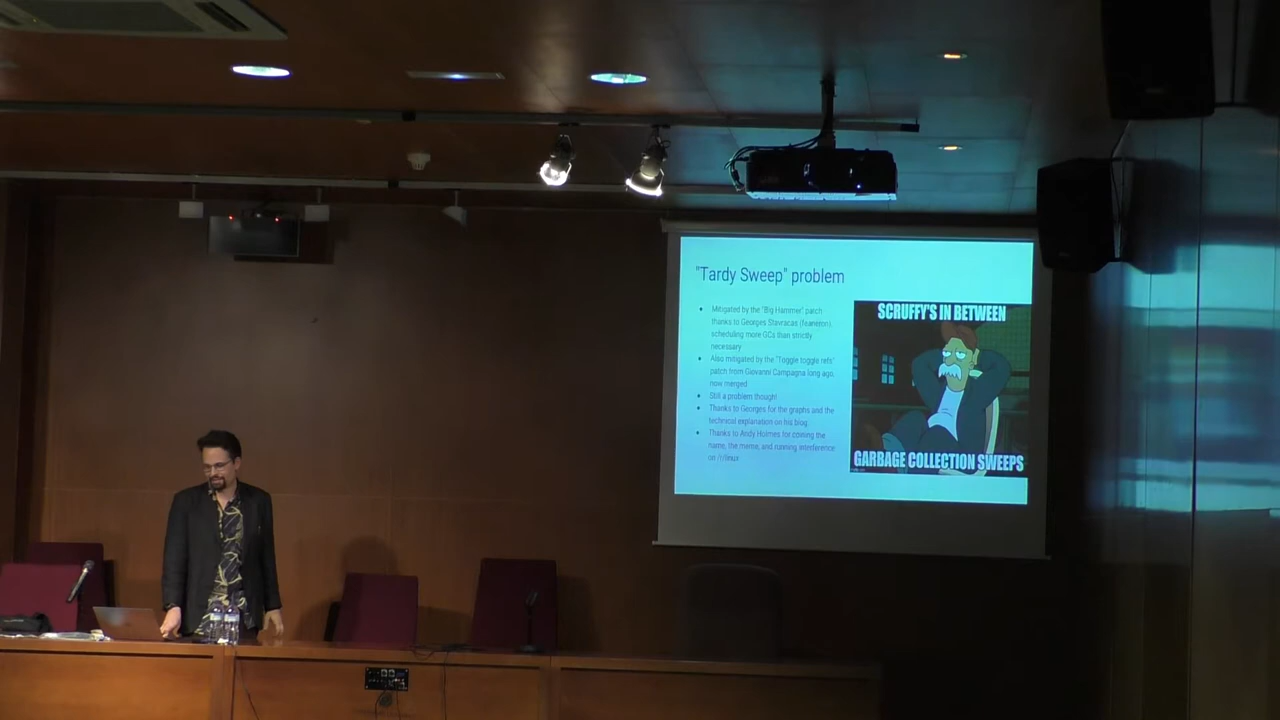 "Tardy Sweep" problem
Mitigated by the "Big Hammer" patch
thanks to Georges Stavracas (feaneron)
scheduling more GCs than strictly
necessary
Also mitigated by the "Toggle toggle refs"
patch from Giovanni Campagna long ago,
now merged
Still a problem though!
Thanks to Georges for the graphs and the
technical explanation on his blog.
Thanks to Andy Holmes for coining the
name, the meme, and running interference
on /r/linux
SCRUFFY'S IN BETWEEN
GARBAGE COLLECTION SWEEPS